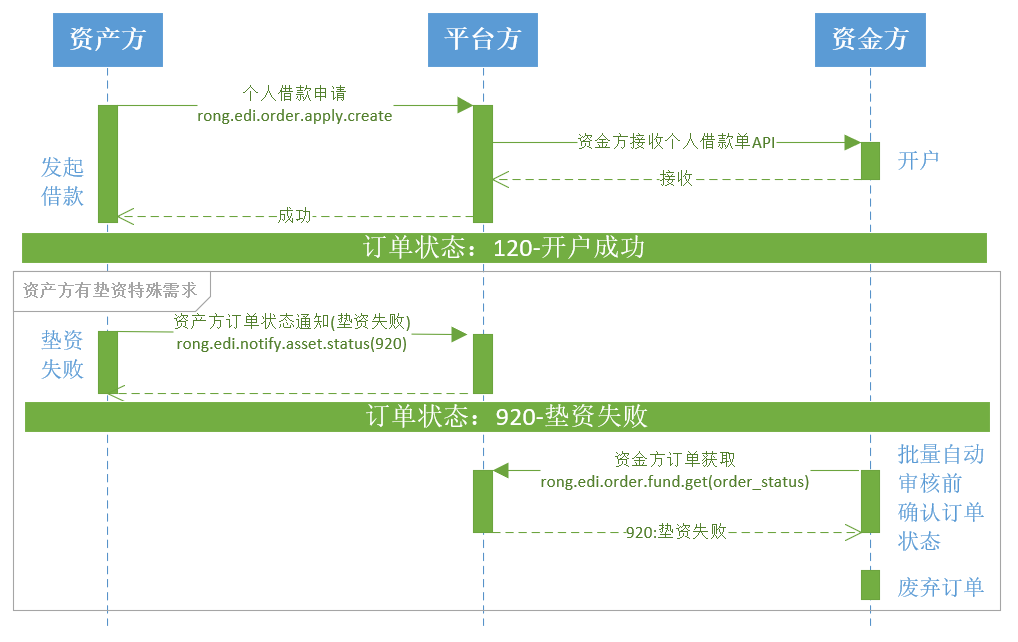 资产方
平台方
资金方
个人借款申请
rong.edi.order.apply.create
资金方接收个人借款单API
发起
借款
开户
接收
成功
订单状态：120-开户成功
资产方有垫资特殊需求
资产方订单状态通知(垫资失败)
rong.edi.notify.asset.status(920)
垫资
失败
订单状态：920-垫资失败
资金方订单获取
rong.edi.order.fund.get(order_status)
批量自动
审核前
确认订单
状态
920:垫资失败
废弃订单